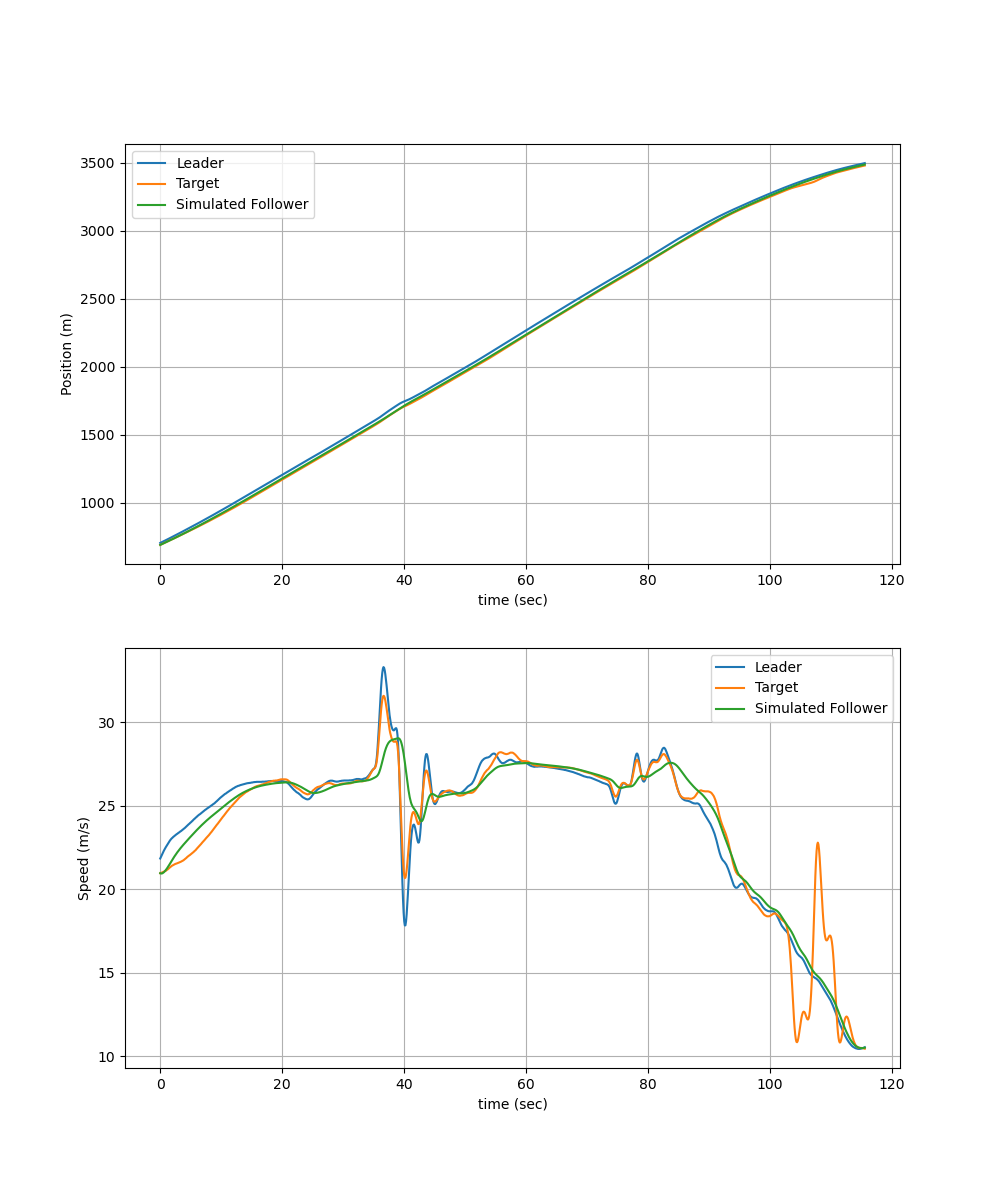 Leader
Target
Simulated Follower
3500
3000
2500
2000
1500
1000
Position (m)
0 20 40 60 80 100 120
time (sec)
Leader
Target
Simulated Follower
30
25
20
15
10
Speed (m/s)
0 20 40 60 80 100 120
time (sec)